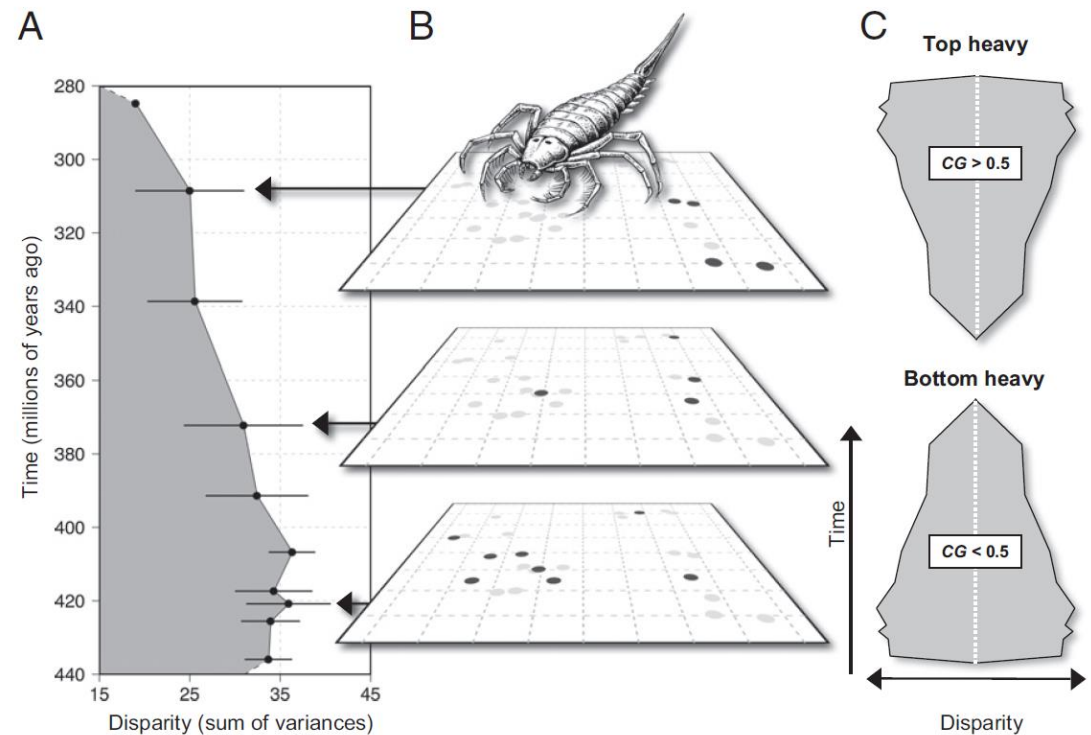 A
B
C
Time (millions of years ago)
280
300
320
340
360
380
400
420
440
15
25
35
45
Disparity (sum of variances)
Top heavy
CG > 0.5
Bottom heavy
CG < 0.5
Time
Disparity